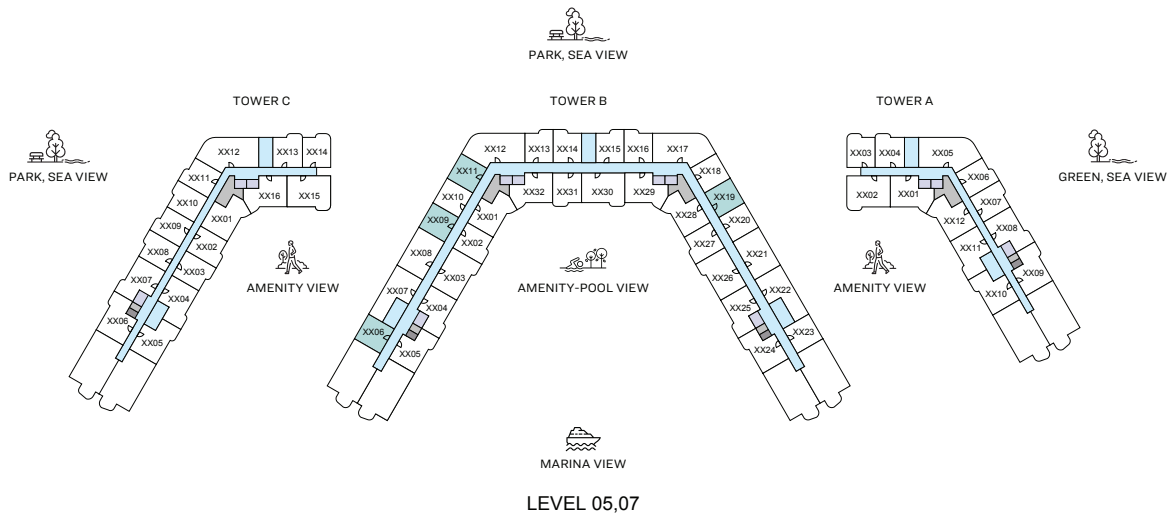 PARK, SEA VIEW
TOWER C
TOWER B
TOWER A
PARK, SEA VIEW
GREEN, SEA VIEW
XX12
XX13
XX14
XX11
XX16
XX15
XX10
XX01
XX09
XX02
XX08
XX03
XX07
XX04
XX06
XX05
XX12
XX13
XX14
XX15
XX16
XX17
XX11
XX18
XX10
XX32
XX31
XX30
XX29
XX19
XX09
XX01
XX28
XX20
XX08
XX02
XX27
XX21
XX07
XX03
XX26
XX22
XX06
XX04
XX25
XX23
XX05
XX24
XX03
XX04
XX05
XX02
XX01
XX06
XX12
XX07
XX11
XX08
XX10
XX09
AMENITY VIEW
AMENITY-POOL VIEW
AMENITY VIEW
MARINA VIEW
LEVEL 05,07